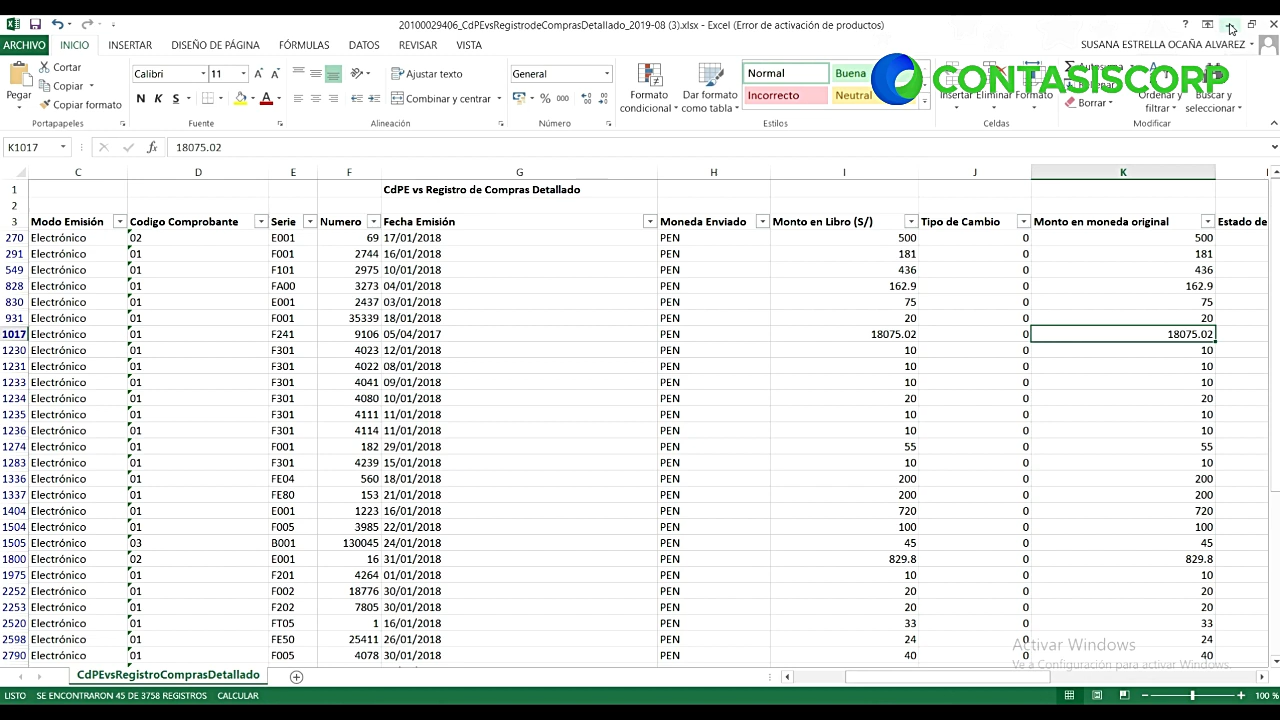 20100029406_CdPEvsRegistrodeComprasDetallado_2019-08 (3).xlsx - Excel (Error de activación de productos)
ARCHIVO INICIO INSERTAR DISEÑO DE PÁGINA FÓRMULAS DATOS REVISAR VISTA SUSANA ESTRELLA OCAÑA ALVAREZ
CONTASISCORP
Pegar Cortar Copiar Copiar formato
Calibri 11 N K S
Ajustar texto Combinar y centrar
General % 000
Formato condicional Dar formato como tabla
Normal Buena
Incorrecto Neutral
Insertar Eliminar Formato
Borrar Ordenar y filtrar Buscar y seleccionar
Portapapeles Fuente Alineación Número Estilos Celdas Modificar
K1017 fx 18075.02
C D E F G H I J K
1 CdPE vs Registro de Compras Detallado
2
3 Modo Emisión Codigo Comprobante Serie Numero Fecha Emisión Moneda Enviado Monto en Libro (S/) Tipo de Cambio Monto en moneda original Estado de
270 Electrónico 02 E001 69 17/01/2018 PEN 500 0 500
291 Electrónico 01 F001 2744 16/01/2018 PEN 181 0 181
549 Electrónico 01 F101 2975 10/01/2018 PEN 436 0 436
828 Electrónico 01 FA00 3273 04/01/2018 PEN 162.9 0 162.9
830 Electrónico 01 E001 2437 03/01/2018 PEN 75 0 75
931 Electrónico 01 F001 35339 18/01/2018 PEN 20 0 20
1017 Electrónico 01 F241 9106 05/04/2017 PEN 18075.02 0 18075.02
1230 Electrónico 01 F301 4023 12/01/2018 PEN 10 0 10
1231 Electrónico 01 F301 4022 08/01/2018 PEN 10 0 10
1233 Electrónico 01 F301 4041 09/01/2018 PEN 10 0 10
1234 Electrónico 01 F301 4080 10/01/2018 PEN 20 0 20
1235 Electrónico 01 F301 4111 11/01/2018 PEN 10 0 10
1236 Electrónico 01 F301 4114 11/01/2018 PEN 10 0 10
1274 Electrónico 01 F001 182 29/01/2018 PEN 55 0 55
1283 Electrónico 01 F301 4239 15/01/2018 PEN 10 0 10
1336 Electrónico 01 FE04 560 18/01/2018 PEN 200 0 200
1337 Electrónico 01 FE80 153 21/01/2018 PEN 200 0 200
1404 Electrónico 01 E001 1223 16/01/2018 PEN 720 0 720
1504 Electrónico 01 F005 3985 22/01/2018 PEN 100 0 100
1505 Electrónico 03 B001 130045 24/01/2018 PEN 45 0 45
1800 Electrónico 02 E001 16 31/01/2018 PEN 829.8 0 829.8
1975 Electrónico 01 F201 4264 01/01/2018 PEN 10 0 10
2252 Electrónico 01 F002 18776 30/01/2018 PEN 20 0 20
2253 Electrónico 01 F202 7805 30/01/2018 PEN 20 0 20
2520 Electrónico 01 FT05 1 16/01/2018 PEN 33 0 33
2598 Electrónico 01 FE50 25411 26/01/2018 PEN 24 0 24
2790 Electrónico 01 F005 4078 30/01/2018 PEN 40 0 40
Activar Windows
Ve a Configuración para activar Windows.
CdPEvsRegistroComprasDetallado
LISTO SE ENCONTRARON 45 DE 3758 REGISTROS CALCULAR 100 %